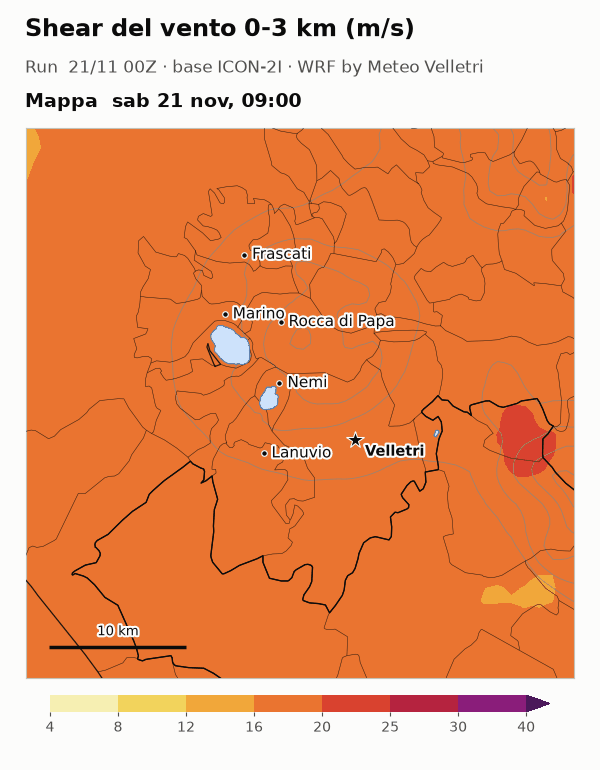 Shear del vento 0-3 km (m/s)
Run  21/11 00Z · base ICON-2I · WRF by Meteo Velletri
Mappa  sab 21 nov, 09:00
Frascati
Marino
Rocca di Papa
Nemi
Velletri
Lanuvio
10 km
4 8 12 16 20 25 30 40